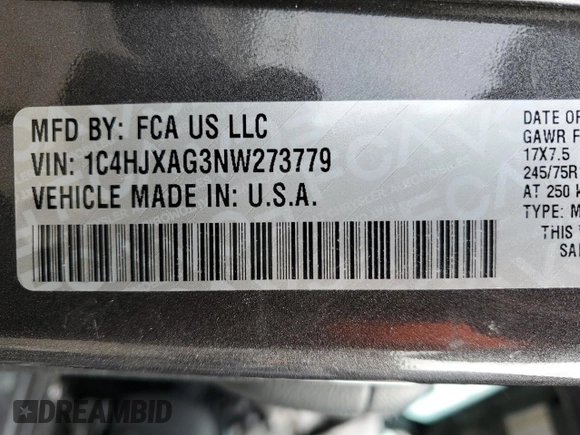 MFD BY: FCA US LLC
VIN: 1C4HJXAG3NW273779
VEHICLE MADE IN: U.S.A.
DATE OF
GAWR F
17X7.5
245/75R1
AT 250 k
TYPE: M
THIS
SA
DREAMBID